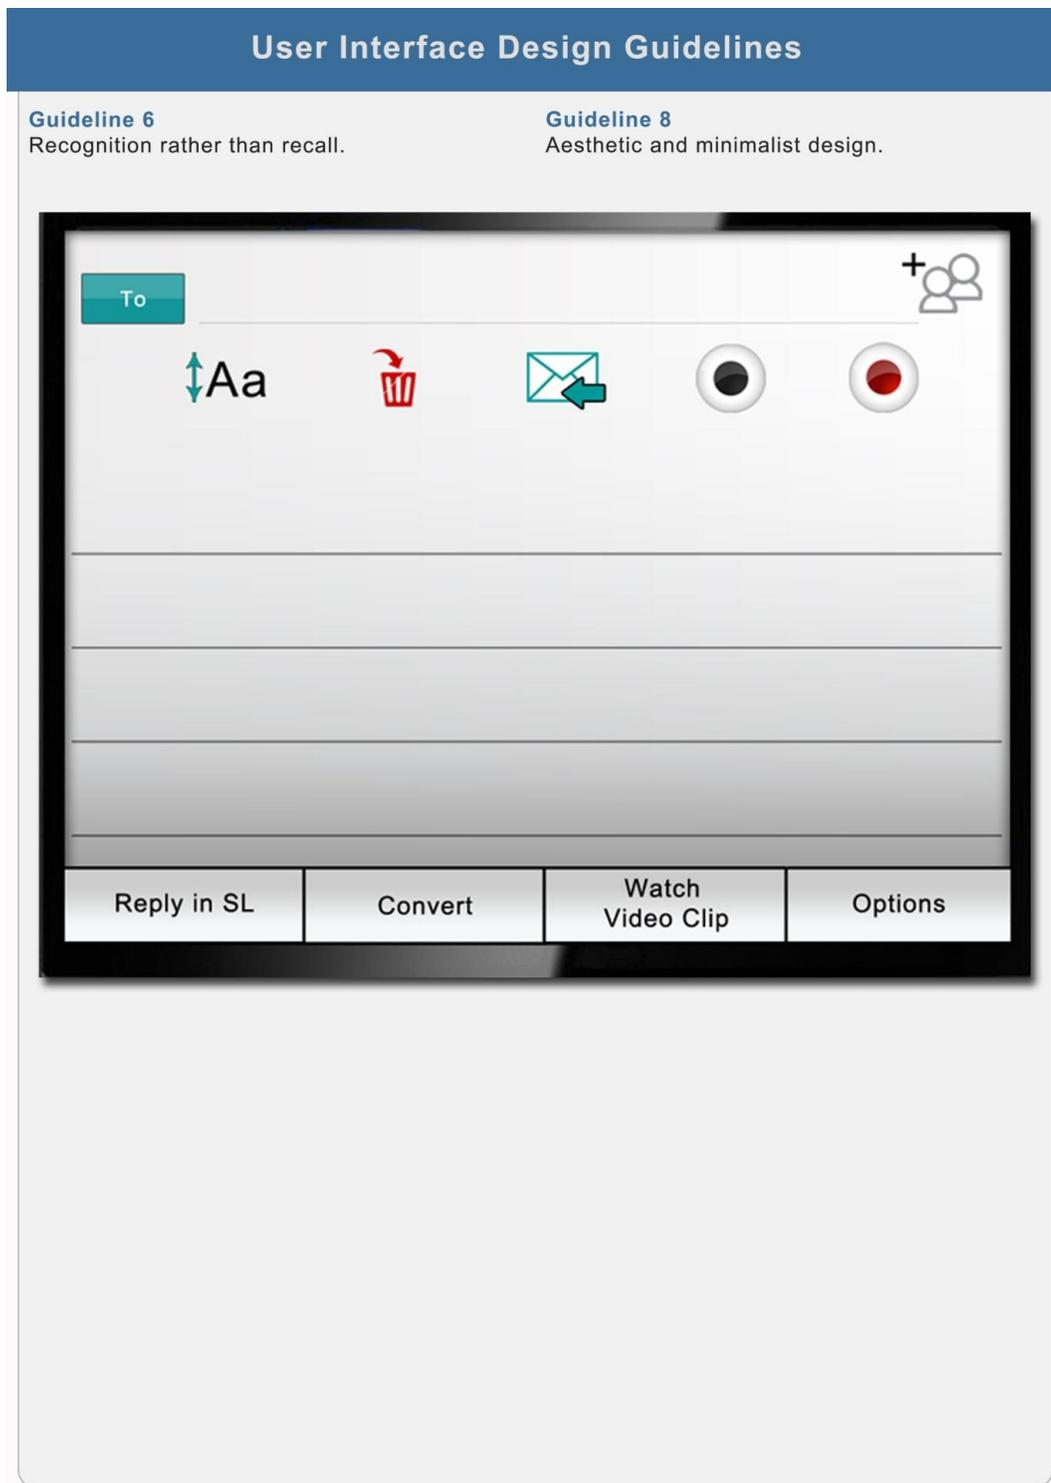 User Interface Design Guidelines
Guideline 6
Recognition rather than recall.
Guideline 8
Aesthetic and minimalist design.
To
+
Aa
Reply in SL
Convert
Watch
Video Clip
Options